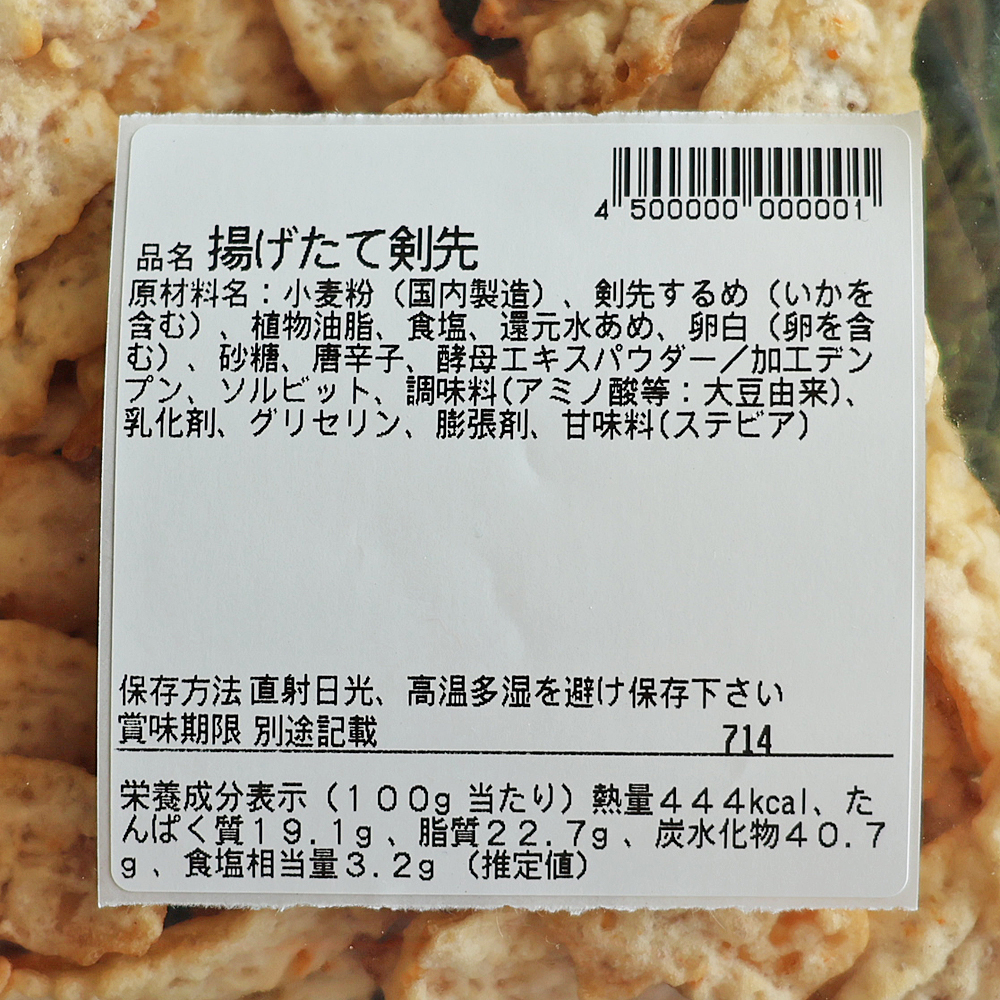 4 500000 000001
品名 揚げたて剣先
原材料名：小麦粉（国内製造）、剣先するめ（いかを
含む）、植物油脂、食塩、還元水あめ、卵白（卵を含
む）、砂糖、唐辛子、酵母エキスパウダー／加工デン
プン、ソルビット、調味料(アミノ酸等：大豆由来)、
乳化剤、グリセリン、膨張剤、甘味料(ステビア)
保存方法 直射日光、高温多湿を避け保存下さい
賞味期限 別途記載 714
栄養成分表示（１００g 当たり）熱量４４４kcal、た
んぱく質１９.１g 、脂質２２.７g 、炭水化物４０.７
g 、食塩相当量３.２g （推定値）